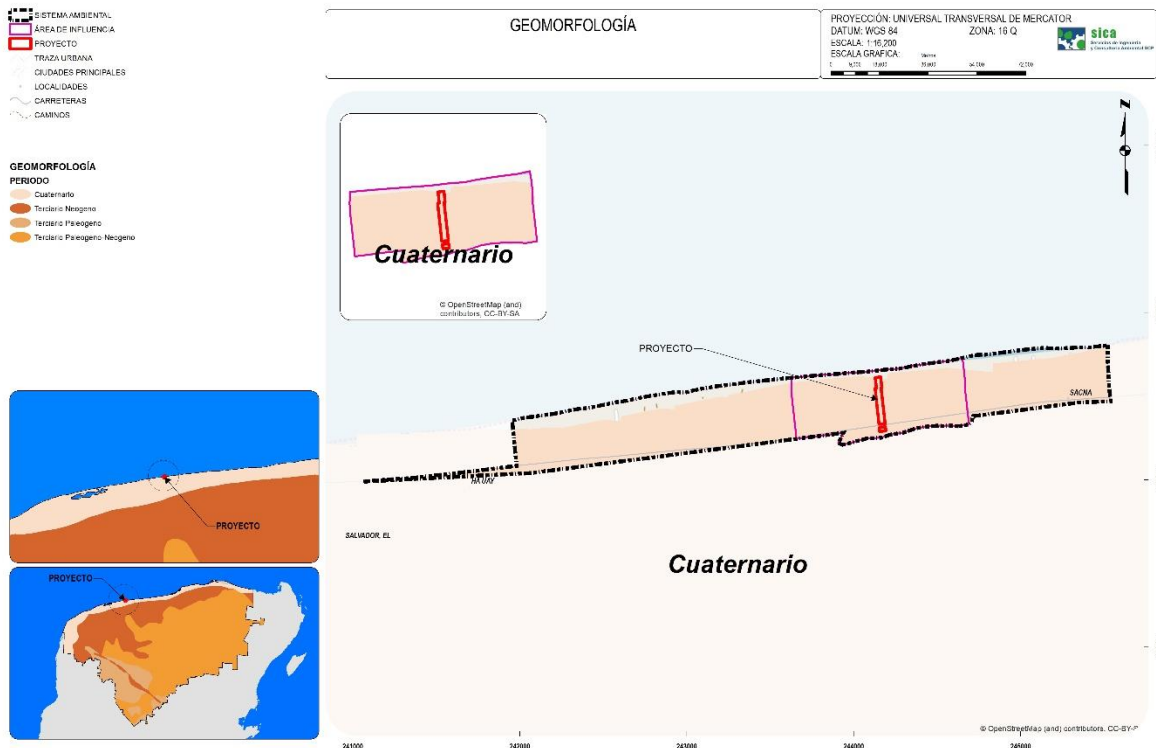 SISTEMA AMBIENTAL
ÁREA DE INFLUENCIA
PROYECTO
TRAZA URBANA
CIUDADES PRINCIPALES
LOCALIDADES
CARRETERAS
CAMINOS
GEOMORFOLOGÍA
PERIODO
Cuaternario
Terciario Neogeno
Terciario Paleogeno
Terciario Paleogeno-Neogeno
GEOMORFOLOGÍA
PROYECCIÓN: UNIVERSAL TRANSVERSAL DE MERCATOR
DATUM: WGS 84 ZONA: 16 Q
ESCALA: 1:16,200
ESCALA GRAFICA:
sica
N
Cuaternario
© OpenStreetMap (and)
contributors, CC-BY-SA
PROYECTO
SACNA
HA UAY
SALVADOR, EL
Cuaternario
© OpenStreetMap (and) contributors, CC-BY-
PROYECTO
PROYECTO
241000 242000 243000 244000 245000